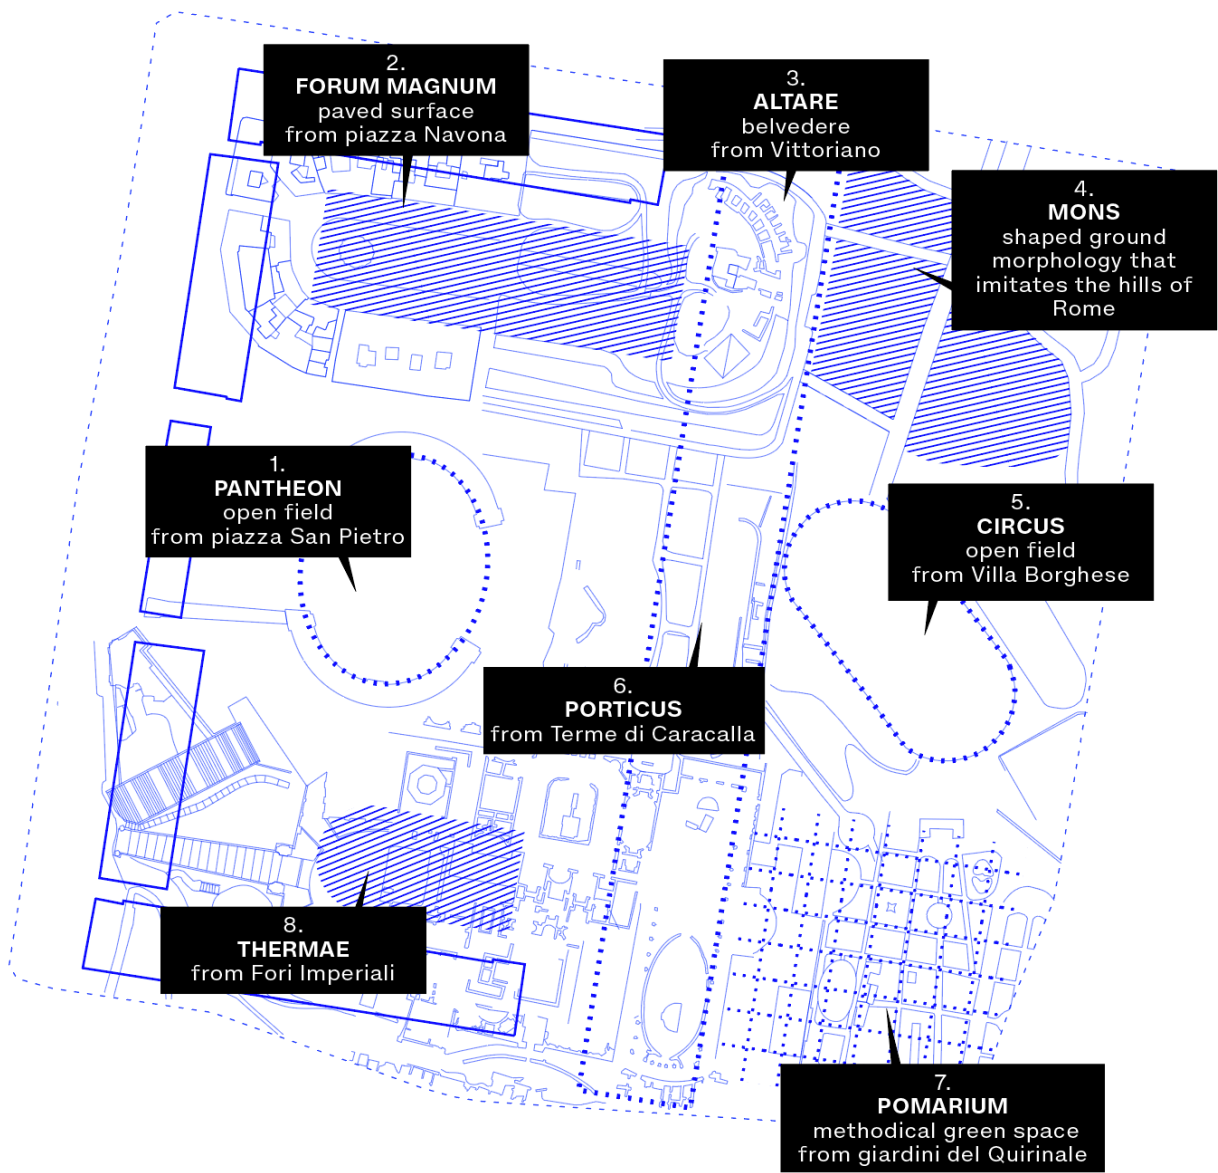 2.
FORUM MAGNUM
paved surface
from piazza Navona
3.
ALTARE
belvedere
from Vittoriano
4.
MONS
shaped ground
morphology that
imitates the hills of
Rome
1.
PANTHEON
open field
from piazza San Pietro
5.
CIRCUS
open field
from Villa Borghese
6.
PORTICUS
from Terme di Caracalla
8.
THERMAE
from Fori Imperiali
7.
POMARIUM
methodical green space
from giardini del Quirinale